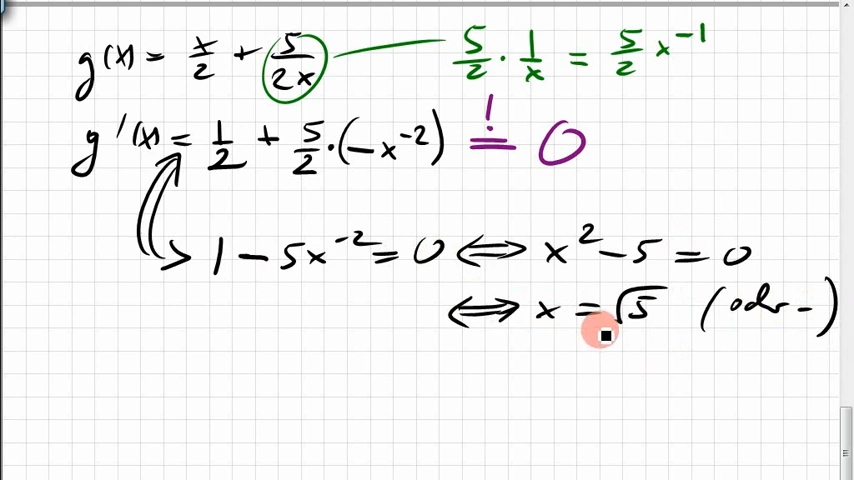 g(x) = x/2 + 5/2x — 5/2 · 1/x = 5/2 x⁻¹
g'(x) = 1/2 + 5/2 · (−x⁻²) =! 0
1 − 5x⁻² = 0 ⟺ x² − 5 = 0
⟺ x = √5 (oder −)